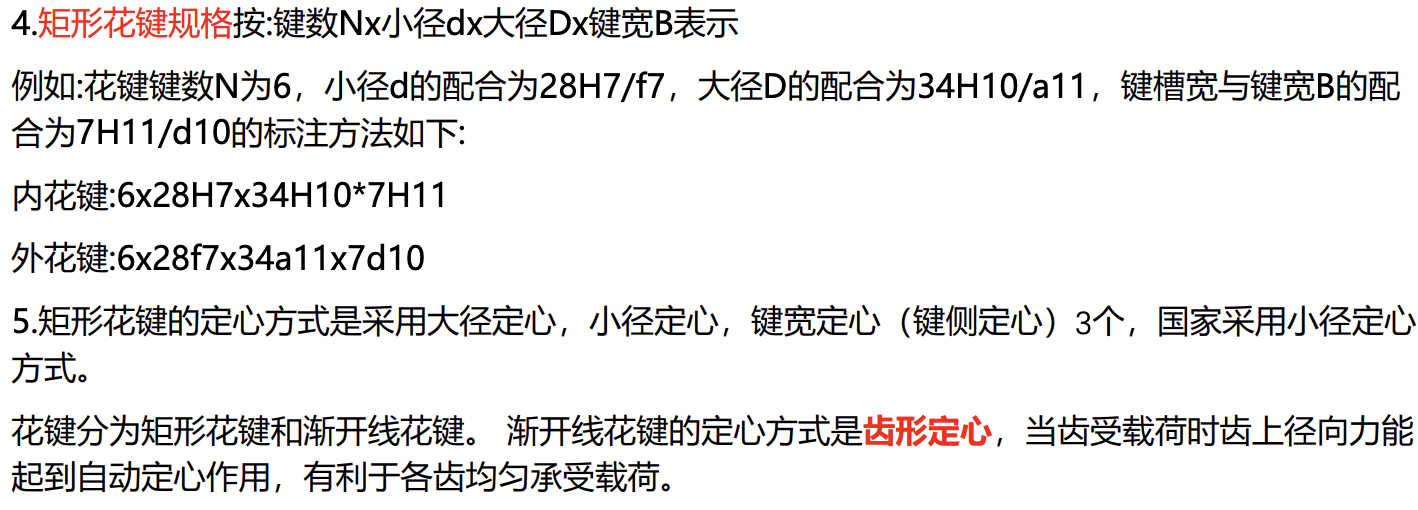 4.矩形花键规格按:键数Nx小径dx大径Dx键宽B表示
例如:花键键数N为6，小径d的配合为28H7/f7，大径D的配合为34H10/a11，键槽宽与键宽B的配
合为7H11/d10的标注方法如下:
内花键:6x28H7x34H10*7H11
外花键:6x28f7x34a11x7d10
5.矩形花键的定心方式是采用大径定心，小径定心，键宽定心（键侧定心）3个，国家采用小径定心
方式。
花键分为矩形花键和渐开线花键。 渐开线花键的定心方式是齿形定心，当齿受载荷时齿上径向力能
起到自动定心作用，有利于各齿均匀承受载荷。